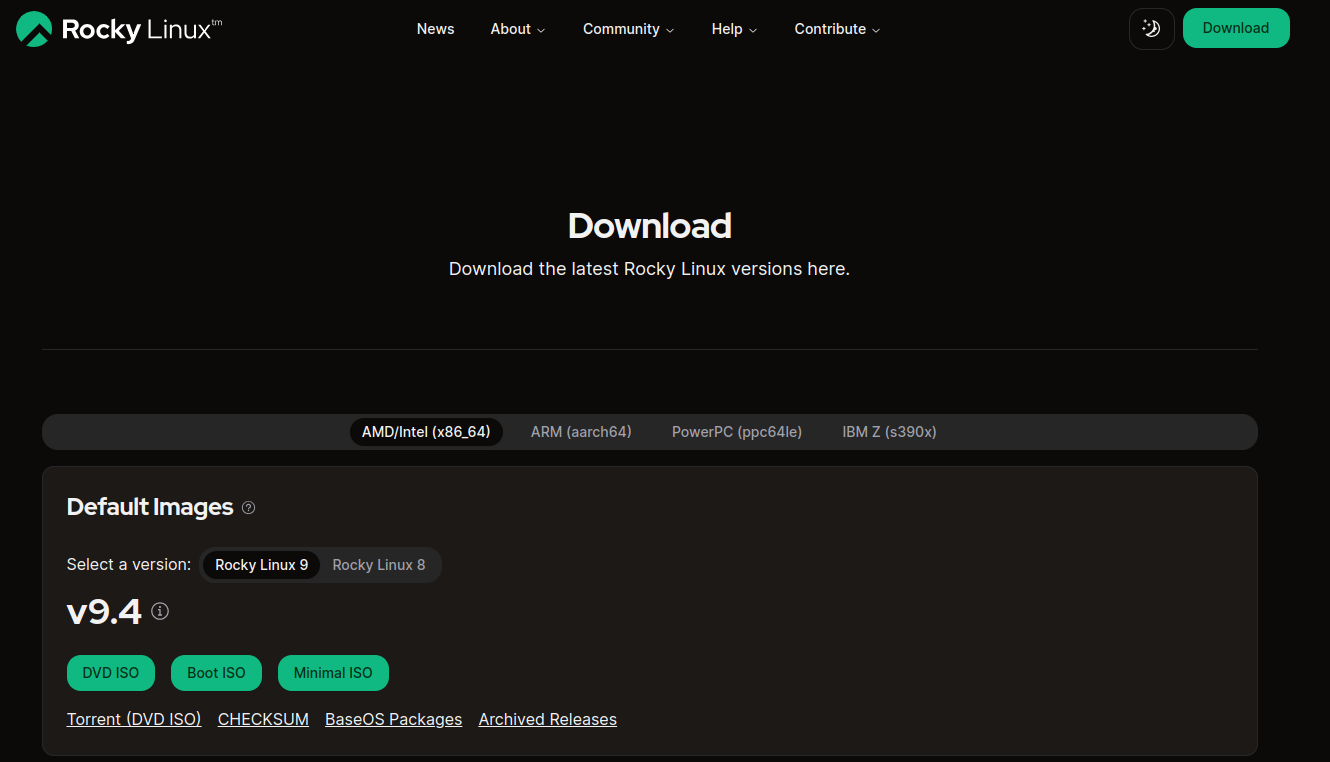 Rocky Linux™ News About Community Help Contribute Download
Download
Download the latest Rocky Linux versions here.
AMD/Intel (x86_64) ARM (aarch64) PowerPC (ppc64le) IBM Z (s390x)
Default Images
Select a version: Rocky Linux 9 Rocky Linux 8
v9.4
DVD ISO Boot ISO Minimal ISO
Torrent (DVD ISO) CHECKSUM BaseOS Packages Archived Releases